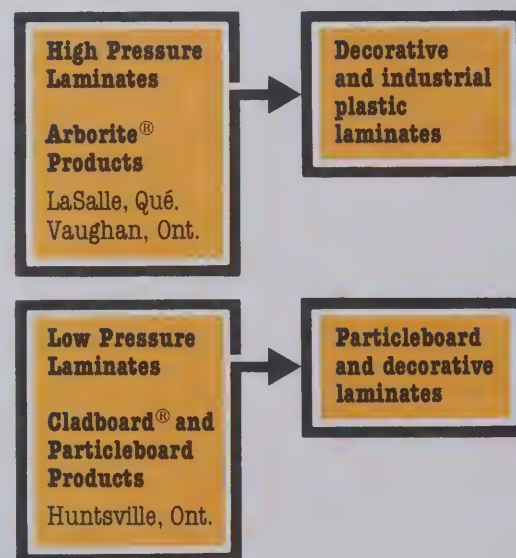 High Pressure
Laminates
Arborite®
Products
LaSalle, Qué.
Vaughan, Ont.
Decorative
and industrial
plastic
laminates
Low Pressure
Laminates
Cladboard® and
Particleboard
Products
Huntsville, Ont.
Particleboard
and decorative
laminates